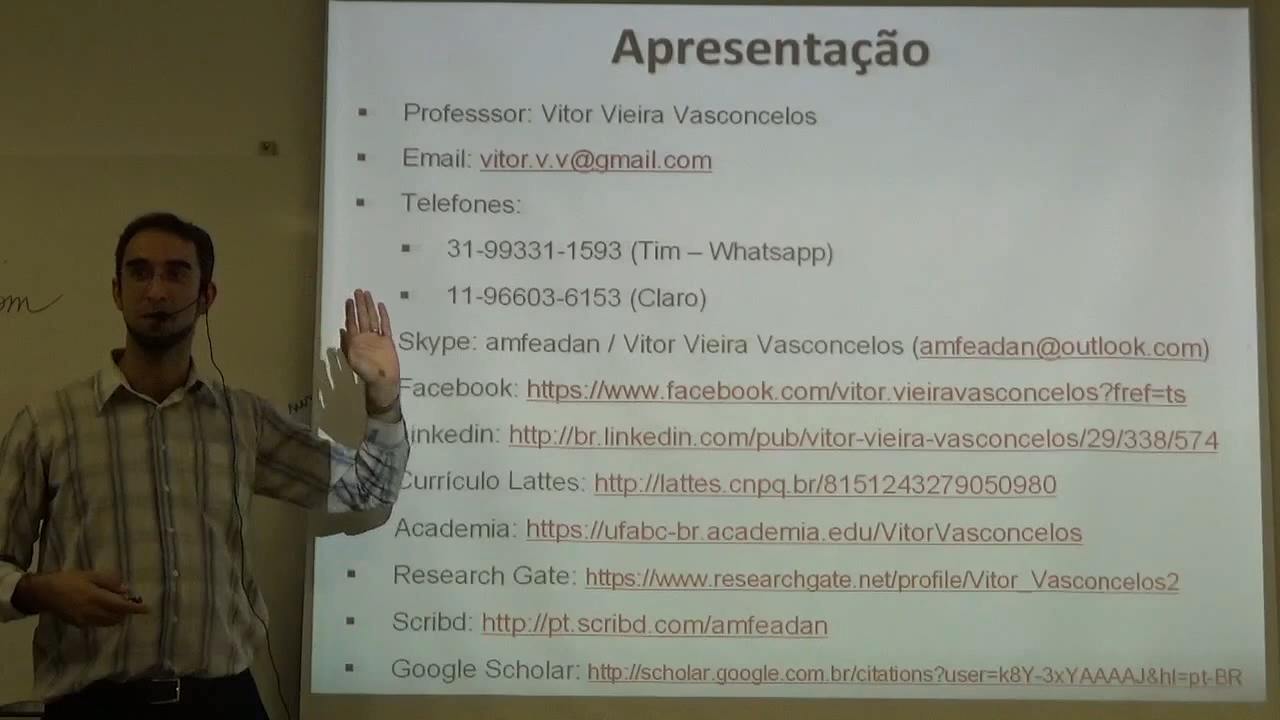 Apresentação
Professsor: Vitor Vieira Vasconcelos
Email: vitor.v.v@gmail.com
Telefones:
31-99331-1593 (Tim – Whatsapp)
11-96603-6153 (Claro)
Skype: amfeadan / Vitor Vieira Vasconcelos (amfeadan@outlook.com)
Facebook: https://www.facebook.com/vitor.vieiravasconcelos?fref=ts
inkedin: http://br.linkedin.com/pub/vitor-vieira-vasconcelos/29/338/574
Currículo Lattes: http://lattes.cnpq.br/8151243279050980
Academia: https://ufabc-br.academia.edu/VitorVasconcelos
Research Gate: https://www.researchgate.net/profile/Vitor_Vasconcelos2
Scribd: http://pt.scribd.com/amfeadan
Google Scholar: http://scholar.google.com.br/citations?user=k8Y-3xYAAAAJ&hl=pt-BR